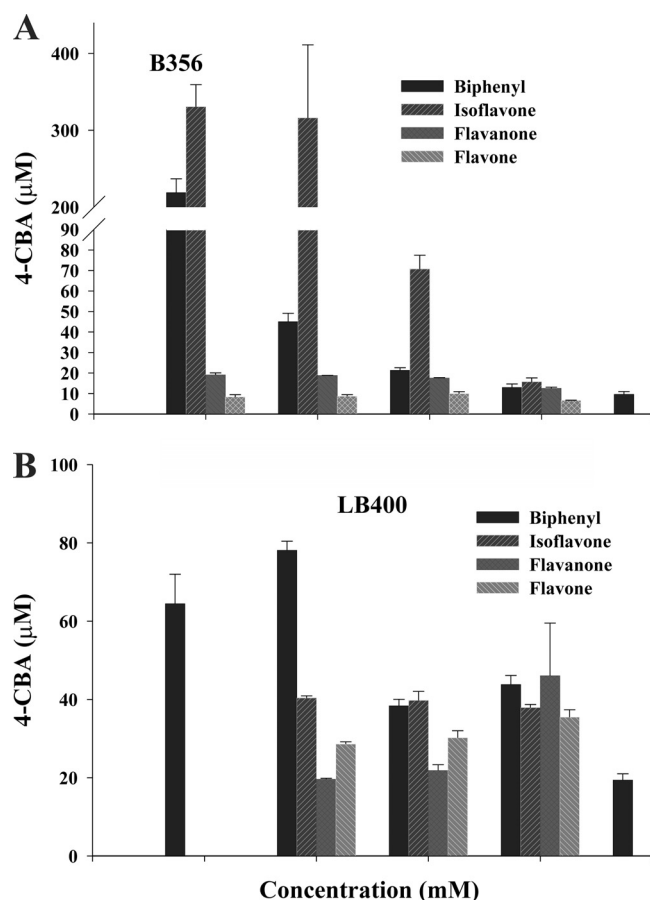 A
B356
Biphenyl
Isoflavone
Flavanone
Flavone
4-CBA (μM)
400
300
200
90
80
70
60
50
40
30
20
10
0
B
LB400
Biphenyl
Isoflavone
Flavanone
Flavone
4-CBA (μM)
100
80
60
40
20
0
Concentration (mM)